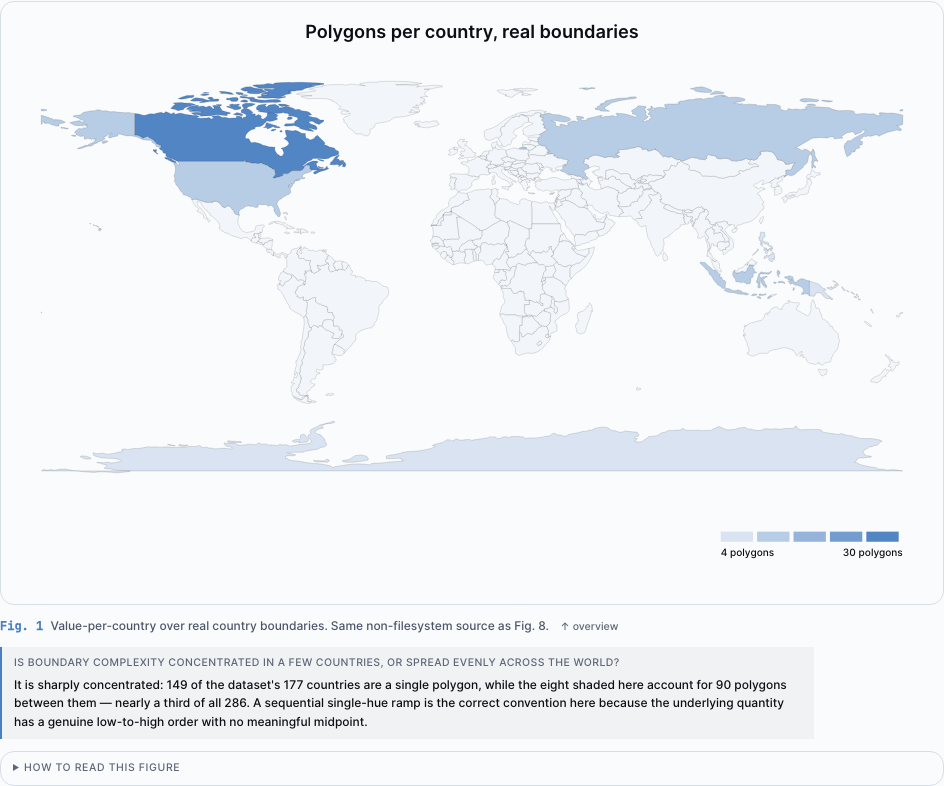 Polygons per country, real boundaries
4 polygons 30 polygons
Fig. 1 Value-per-country over real country boundaries. Same non-filesystem source as Fig. 8. ↑ overview
IS BOUNDARY COMPLEXITY CONCENTRATED IN A FEW COUNTRIES, OR SPREAD EVENLY ACROSS THE WORLD?
It is sharply concentrated: 149 of the dataset's 177 countries are a single polygon, while the eight shaded here account for 90 polygons
between them — nearly a third of all 286. A sequential single-hue ramp is the correct convention here because the underlying quantity
has a genuine low-to-high order with no meaningful midpoint.
▶ HOW TO READ THIS FIGURE